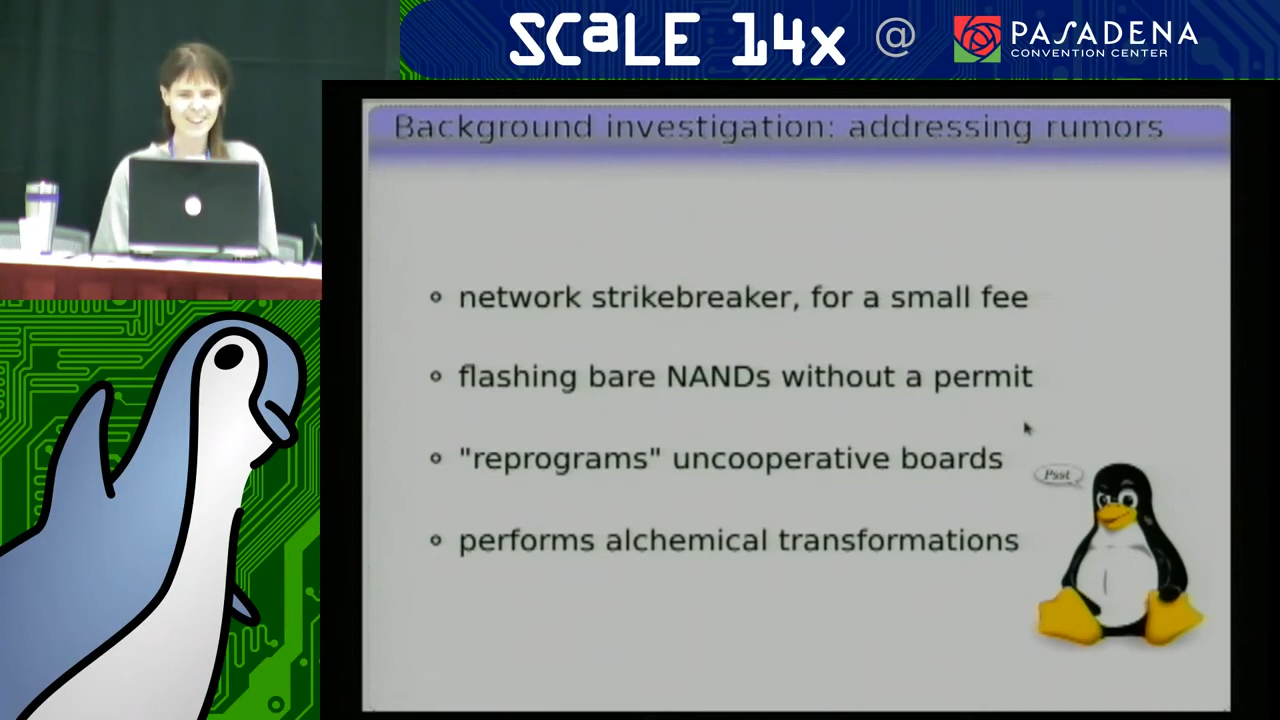 SCALE 14x @ PASADENA
CONVENTION CENTER
Background investigation: addressing rumors
network strikebreaker, for a small fee
flashing bare NANDs without a permit
"reprograms" uncooperative boards
Psst
performs alchemical transformations